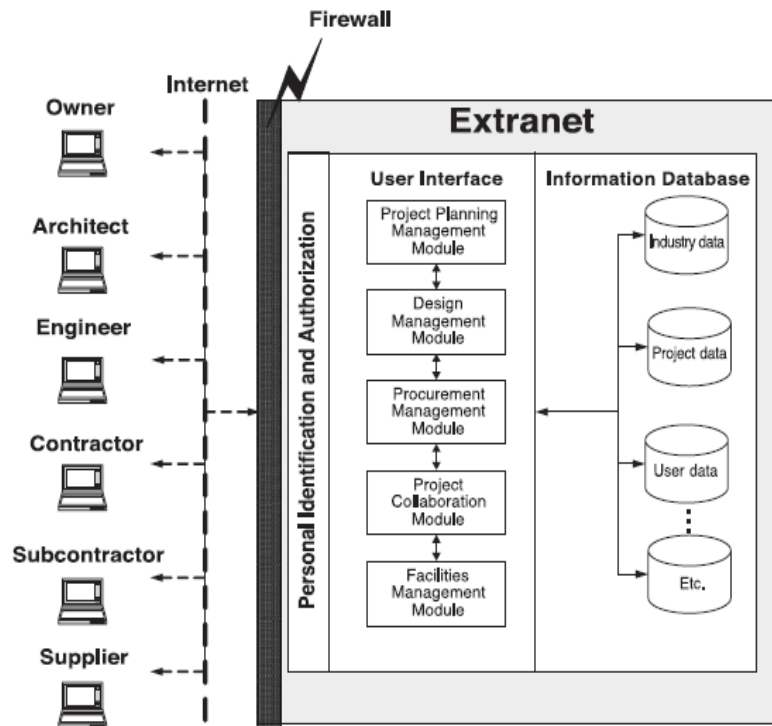 Firewall
Internet
Owner
Architect
Engineer
Contractor
Subcontractor
Supplier
Extranet
Personal Identification and Authorization
User Interface
Project Planning
Management
Module
Design
Management
Module
Procurement
Management
Module
Project
Collaboration
Module
Facilities
Management
Module
Information Database
Industry data
Project data
User data
Etc.